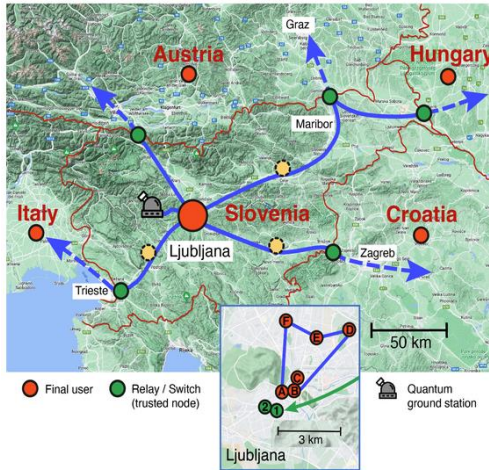 Graz
Austria
Hungary
Maribor
Italy
Slovenia
Croatia
Ljubljana
Zagreb
Trieste
50 km
Final user
Relay / Switch
(trusted node)
Quantum
ground station
F
E
D
C
A
B
2
1
3 km
Ljubljana